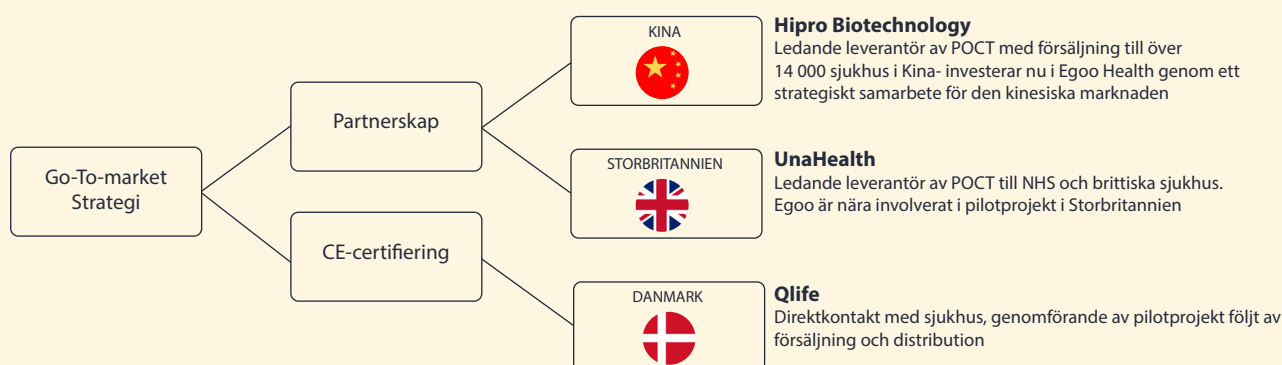 Go-To-market
Strategi
Partnerskap
CE-certifiering
KINA
Hipro Biotechnology
Ledande leverantör av POCT med försäljning till över
14 000 sjukhus i Kina- investerar nu i Egoo Health genom ett
strategiskt samarbete för den kinesiska marknaden
STORBRITANNIEN
UnaHealth
Ledande leverantör av POCT till NHS och brittiska sjukhus.
Egoo är nära involverat i pilotprojekt i Storbritannien
DANMARK
Qlife
Direktkontakt med sjukhus, genomförande av pilotprojekt följt av
försäljning och distribution